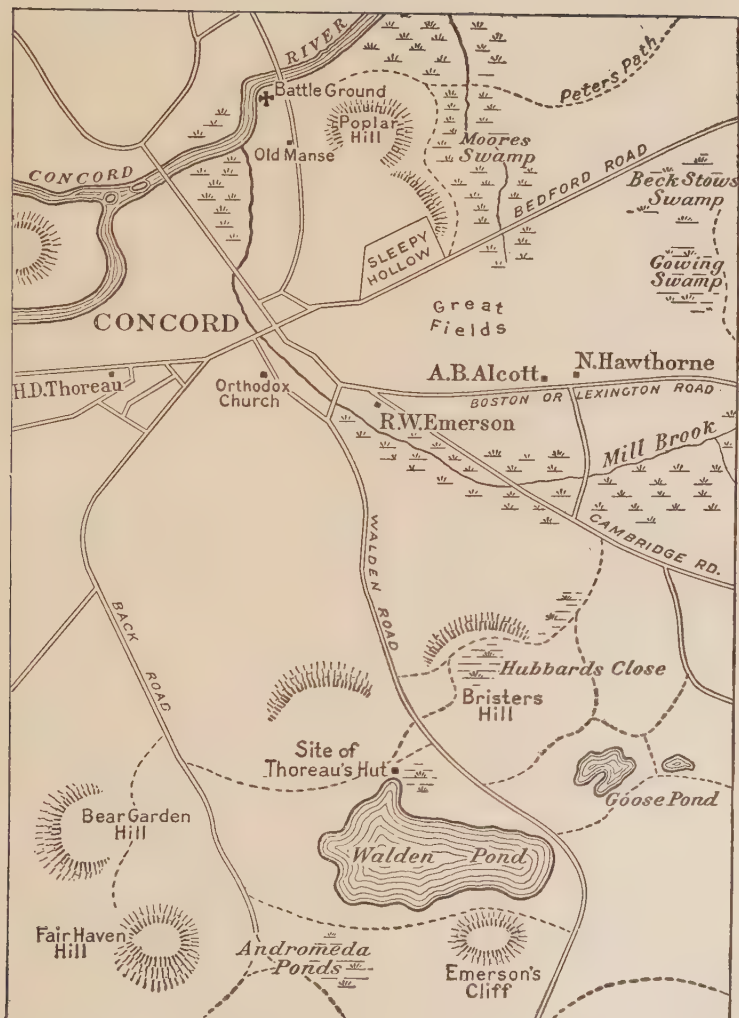 RIVER
Peter's Path
Battle Ground
Poplar
Hill
Moores
Swamp
Old Manse
CONCORD
BEDFORD ROAD
Beck Stows
Swamp
SLEEPY
HOLLOW
Gowing
Swamp
Great
Fields
CONCORD
H.D.Thoreau
Orthodox
Church
A.B.Alcott
N.Hawthorne
BOSTON OR LEXINGTON ROAD
R.W.Emerson
Mill Brook
WALDEN ROAD
CAMBRIDGE RD.
BACK ROAD
Hubbards Close
Bristers
Hill
Site of
Thoreau's Hut
Goose Pond
Bear Garden
Hill
Walden Pond
Fair Haven
Hill
Andromeda
Ponds
Emerson's
Cliff